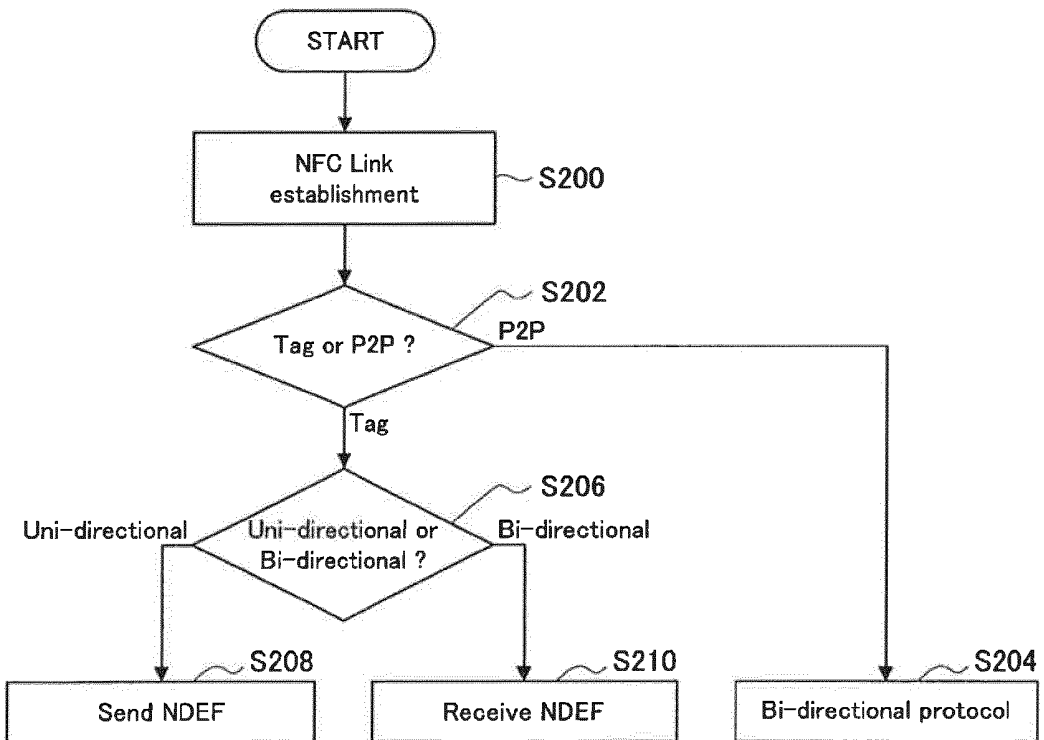 START
NFC Link
establishment
S200
S202
Tag or P2P ?
P2P
Tag
S206
Uni-directional
Uni-directional or
Bi-directional ?
Bi-directional
S208
S210
S204
Send NDEF
Receive NDEF
Bi-directional protocol